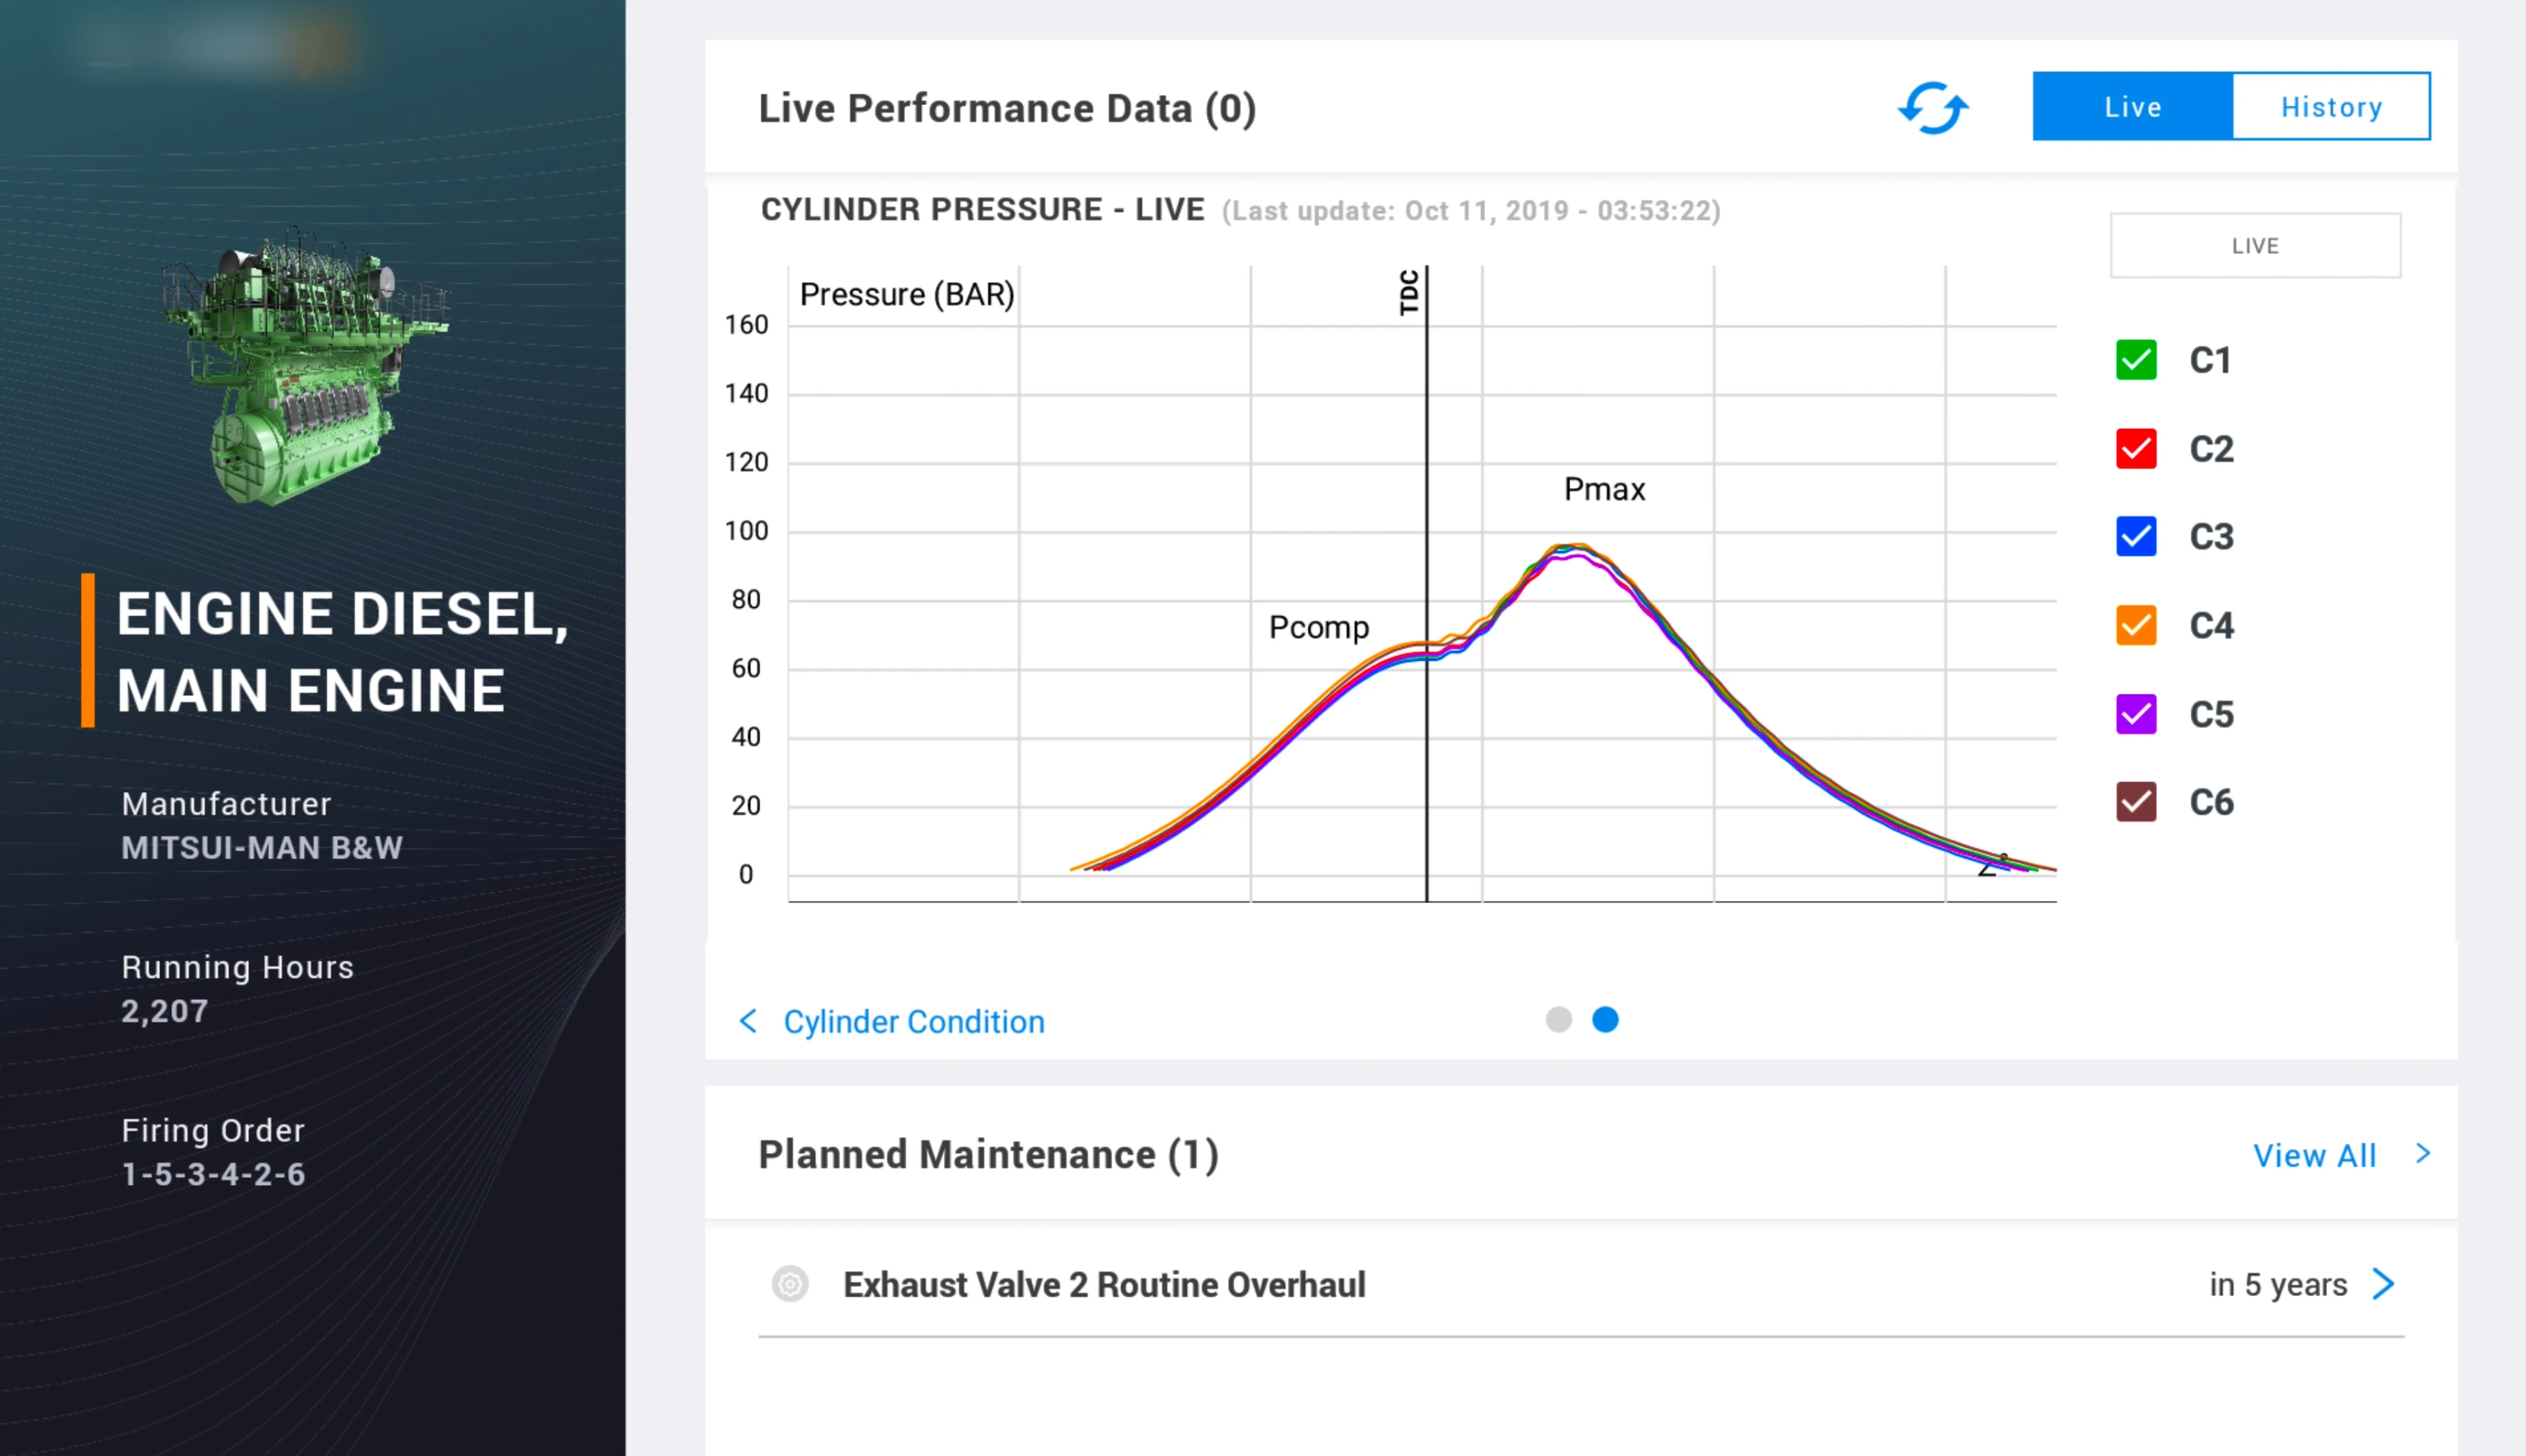 ENGINE DIESEL,
MAIN ENGINE
Manufacturer
MITSUI-MAN B&W
Running Hours
2,207
Firing Order
1-5-3-4-2-6
Live Performance Data (0)
Live
History
CYLINDER PRESSURE - LIVE (Last update: Oct 11, 2019 - 03:53:22)
LIVE
Pressure (BAR)
TDC
160
140
120
100
80
60
40
20
0
Pcomp
Pmax
C1
C2
C3
C4
C5
C6
Cylinder Condition
Planned Maintenance (1)
View All
Exhaust Valve 2 Routine Overhaul
in 5 years